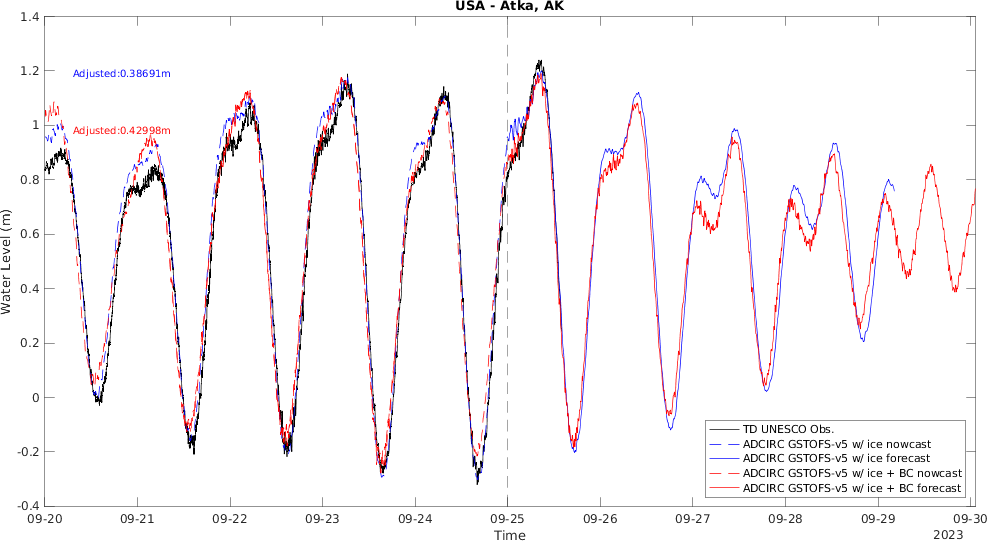 USA - Atka, AK
1.4
1.2
1
0.8
0.6
0.4
0.2
0
-0.2
-0.4
Water Level (m)
Adjusted:0.38691m
Adjusted:0.42998m
TD UNESCO Obs.
ADCIRC GSTOFS-v5 w/ ice nowcast
ADCIRC GSTOFS-v5 w/ ice forecast
ADCIRC GSTOFS-v5 w/ ice + BC nowcast
ADCIRC GSTOFS-v5 w/ ice + BC forecast
09-20 09-21 09-22 09-23 09-24 09-25 09-26 09-27 09-28 09-29 09-30
Time
2023